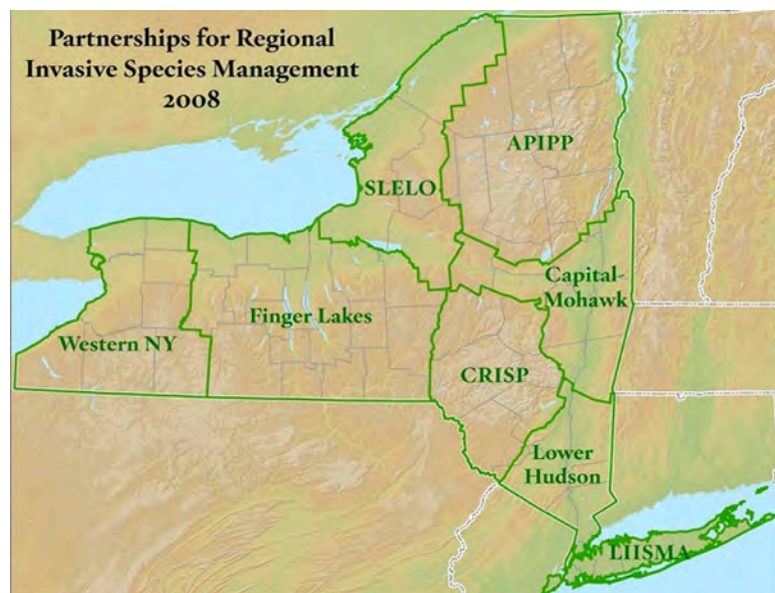 Partnerships for Regional
Invasive Species Management
2008
APIPP
SLELO
Capital-
Mohawk
Finger Lakes
Western NY
CRISP
Lower
Hudson
LIISMA